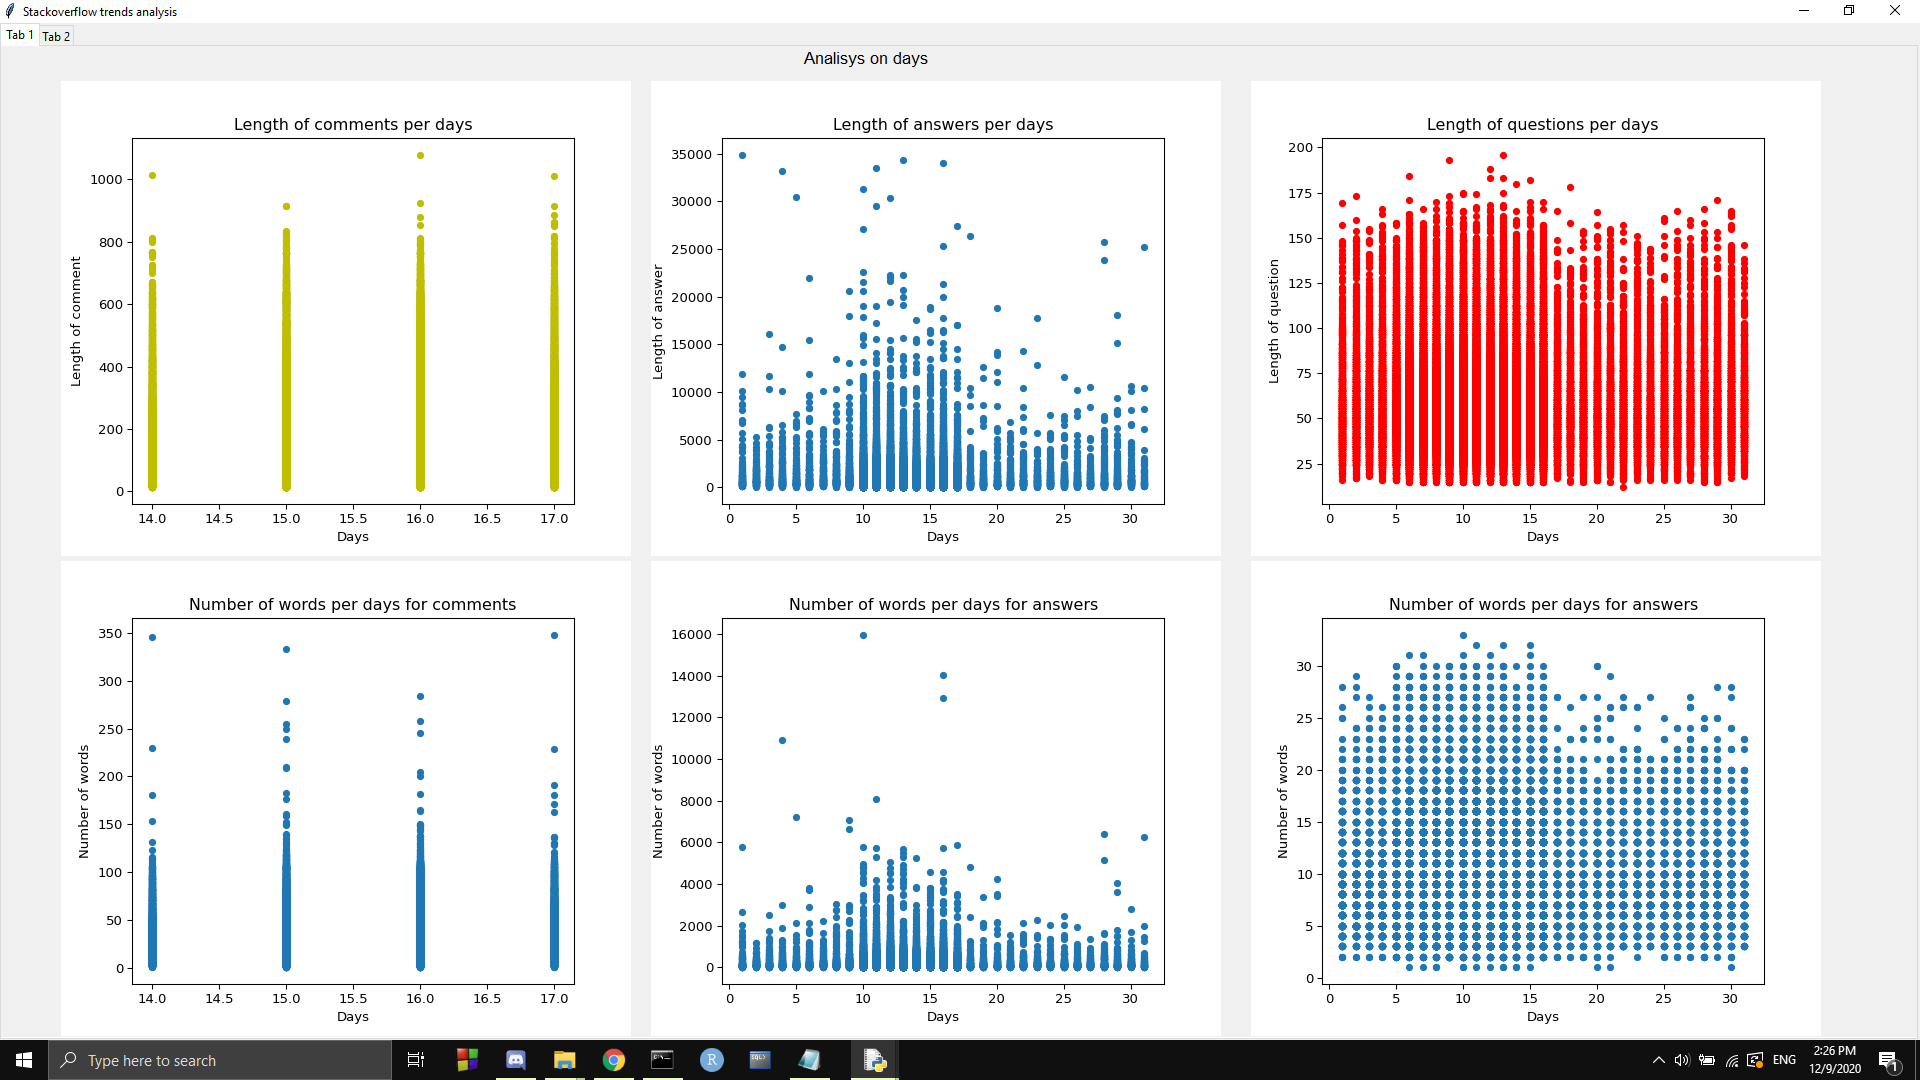 Stackoverflow trends analysis
Tab 1 Tab 2
Analisys on days
Length of comments per days
Length of comment
1000
800
600
400
200
0
14.0 14.5 15.0 15.5 16.0 16.5 17.0
Days
Length of answers per days
Length of answer
35000
30000
25000
20000
15000
10000
5000
0
0 5 10 15 20 25 30
Days
Length of questions per days
Length of question
200
175
150
125
100
75
50
25
0 5 10 15 20 25 30
Days
Number of words per days for comments
Number of words
350
300
250
200
150
100
50
0
14.0 14.5 15.0 15.5 16.0 16.5 17.0
Days
Number of words per days for answers
Number of words
16000
14000
12000
10000
8000
6000
4000
2000
0
0 5 10 15 20 25 30
Days
Number of words per days for answers
Number of words
30
25
20
15
10
5
0
0 5 10 15 20 25 30
Days
Type here to search
R
SQL>
ENG
2:26 PM
12/9/2020
1